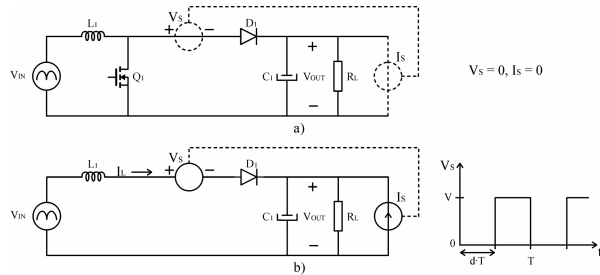 L1
VS
+ −
D1
IS
VIN
Q1
+
C1
VOUT
RL
−
VS = 0, IS = 0
a)
L1
IL
VS
+ −
D1
IS
VIN
+
C1
VOUT
RL
−
b)
VS
V
0
d·T
T
t